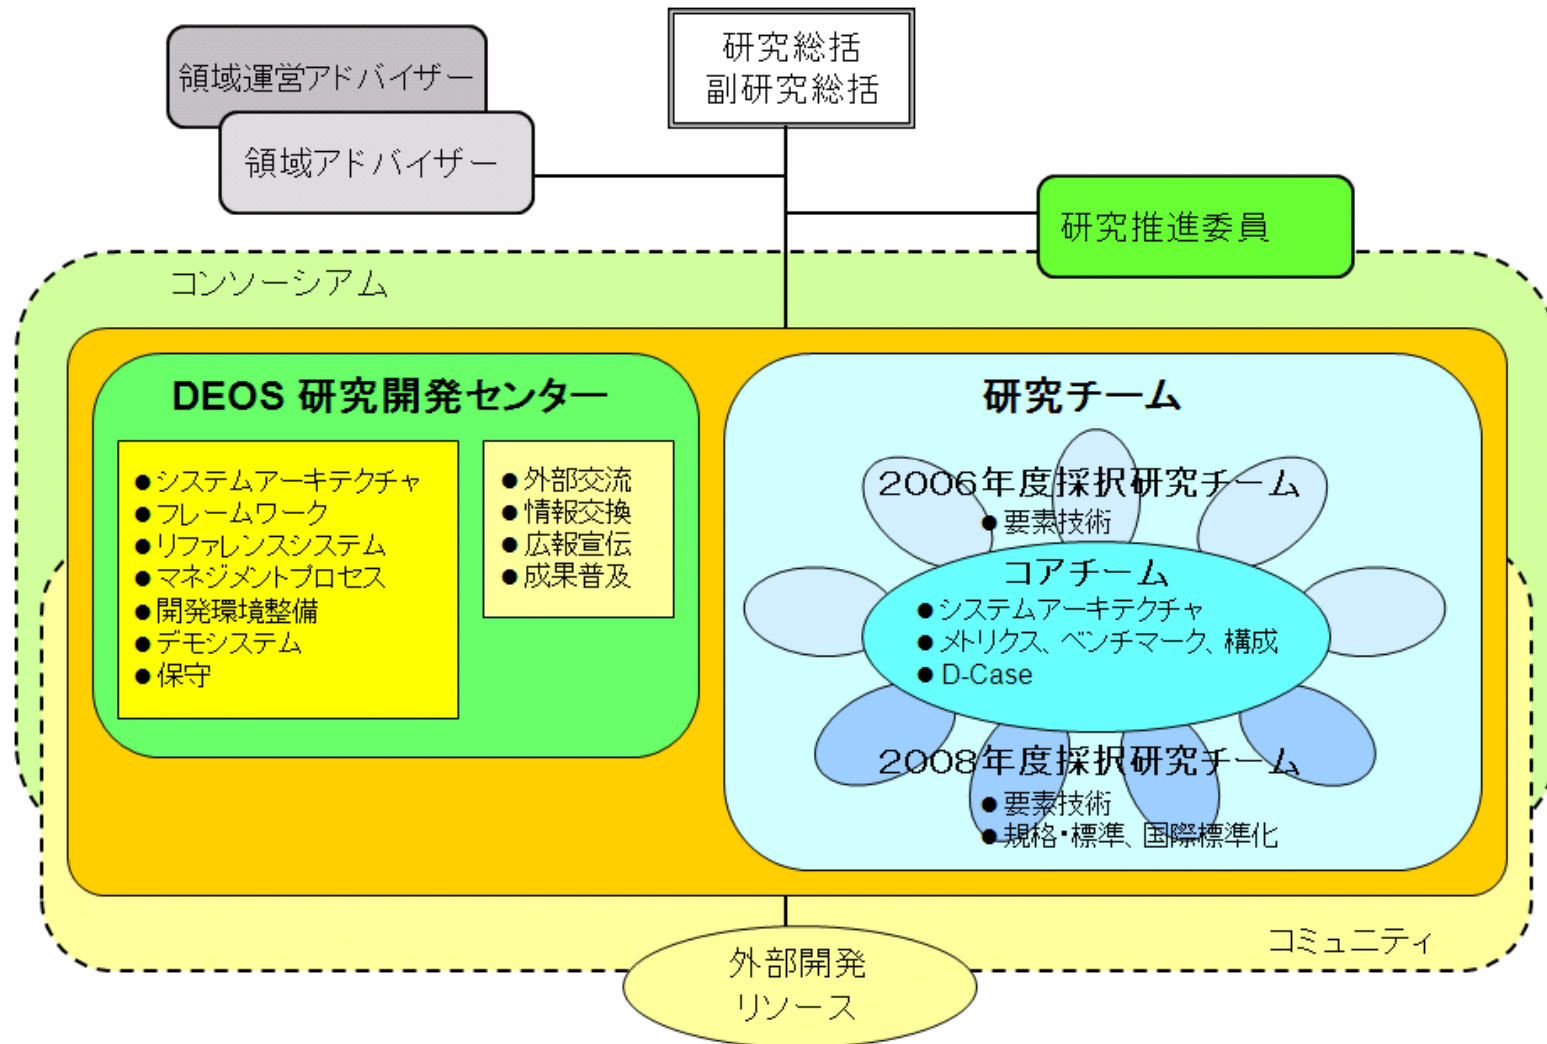 研究総括
副研究総括
領域運営アドバイザー
領域アドバイザー
研究推進委員
コンソーシアム
DEOS 研究開発センター
●システムアーキテクチャ
●フレームワーク
●リファレンスシステム
●マネジメントプロセス
●開発環境整備
●デモシステム
●保守
●外部交流
●情報交換
●広報宣伝
●成果普及
研究チーム
2006年度採択研究チーム
●要素技術
コアチーム
●システムアーキテクチャ
●メトリクス、ベンチマーク、構成
●D-Case
2008年度採択研究チーム
●要素技術
●規格・標準、国際標準化
コミュニティ
外部開発
リソース